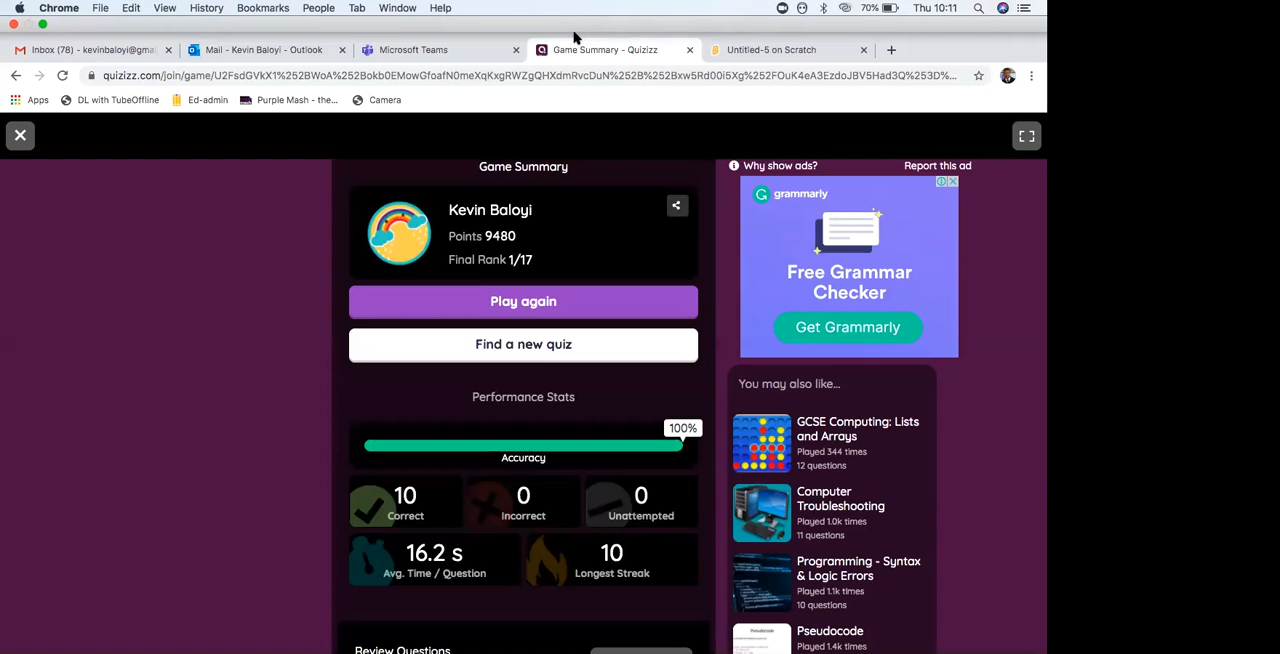 Chrome File Edit View History Bookmarks People Tab Window Help 70% Thu 10:11
Inbox (78) - kevinbaloyi@gmai Mail - Kevin Baloyi - Outlook Microsoft Teams Game Summary - Quizizz Untitled-5 on Scratch
Apps DL with TubeOffline Ed-admin Purple Mash - the... Camera
Game Summary
Kevin Baloyi
Points 9480
Final Rank 1/17
Play again
Find a new quiz
Performance Stats
100%
Accuracy
10
Correct
0
Incorrect
0
Unattempted
16.2 s
Avg. Time / Question
10
Longest Streak
Review Questions
Why show ads? Report this ad
grammarly
Free Grammar
Checker
Get Grammarly
You may also like...
GCSE Computing: Lists
and Arrays
Played 344 times
12 questions
Computer
Troubleshooting
Played 1.0k times
11 questions
Programming - Syntax
& Logic Errors
Played 1.1k times
10 questions
Pseudocode
Pseudocode
Played 1.4k times